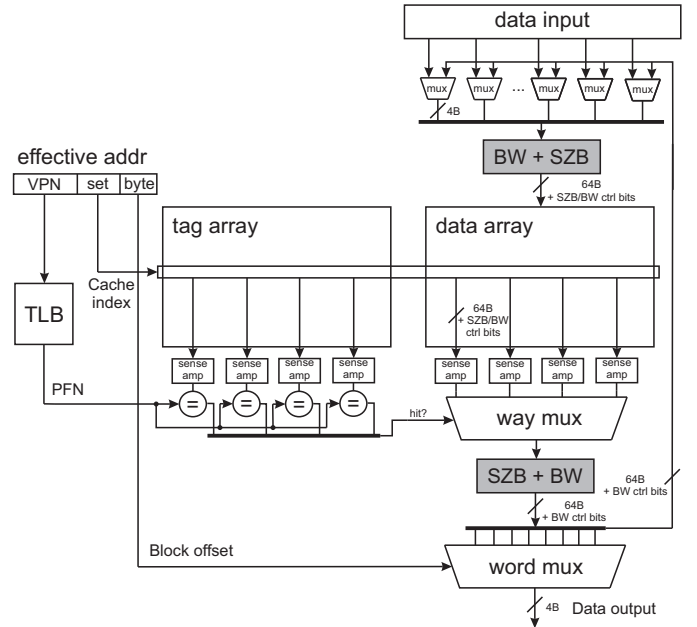 data input
mux
mux
...
mux
mux
mux
4B
BW + SZB
64B
+ SZB/BW ctrl bits
effective addr
VPN
set
byte
tag array
data array
Cache
index
TLB
64B
+ SZB/BW
ctrl bits
sense
amp
sense
amp
sense
amp
sense
amp
sense
amp
sense
amp
sense
amp
sense
amp
PFN
=
=
=
=
hit?
way mux
SZB + BW
64B
+ BW ctrl bits
64B
+ BW ctrl bits
Block offset
word mux
4B
Data output